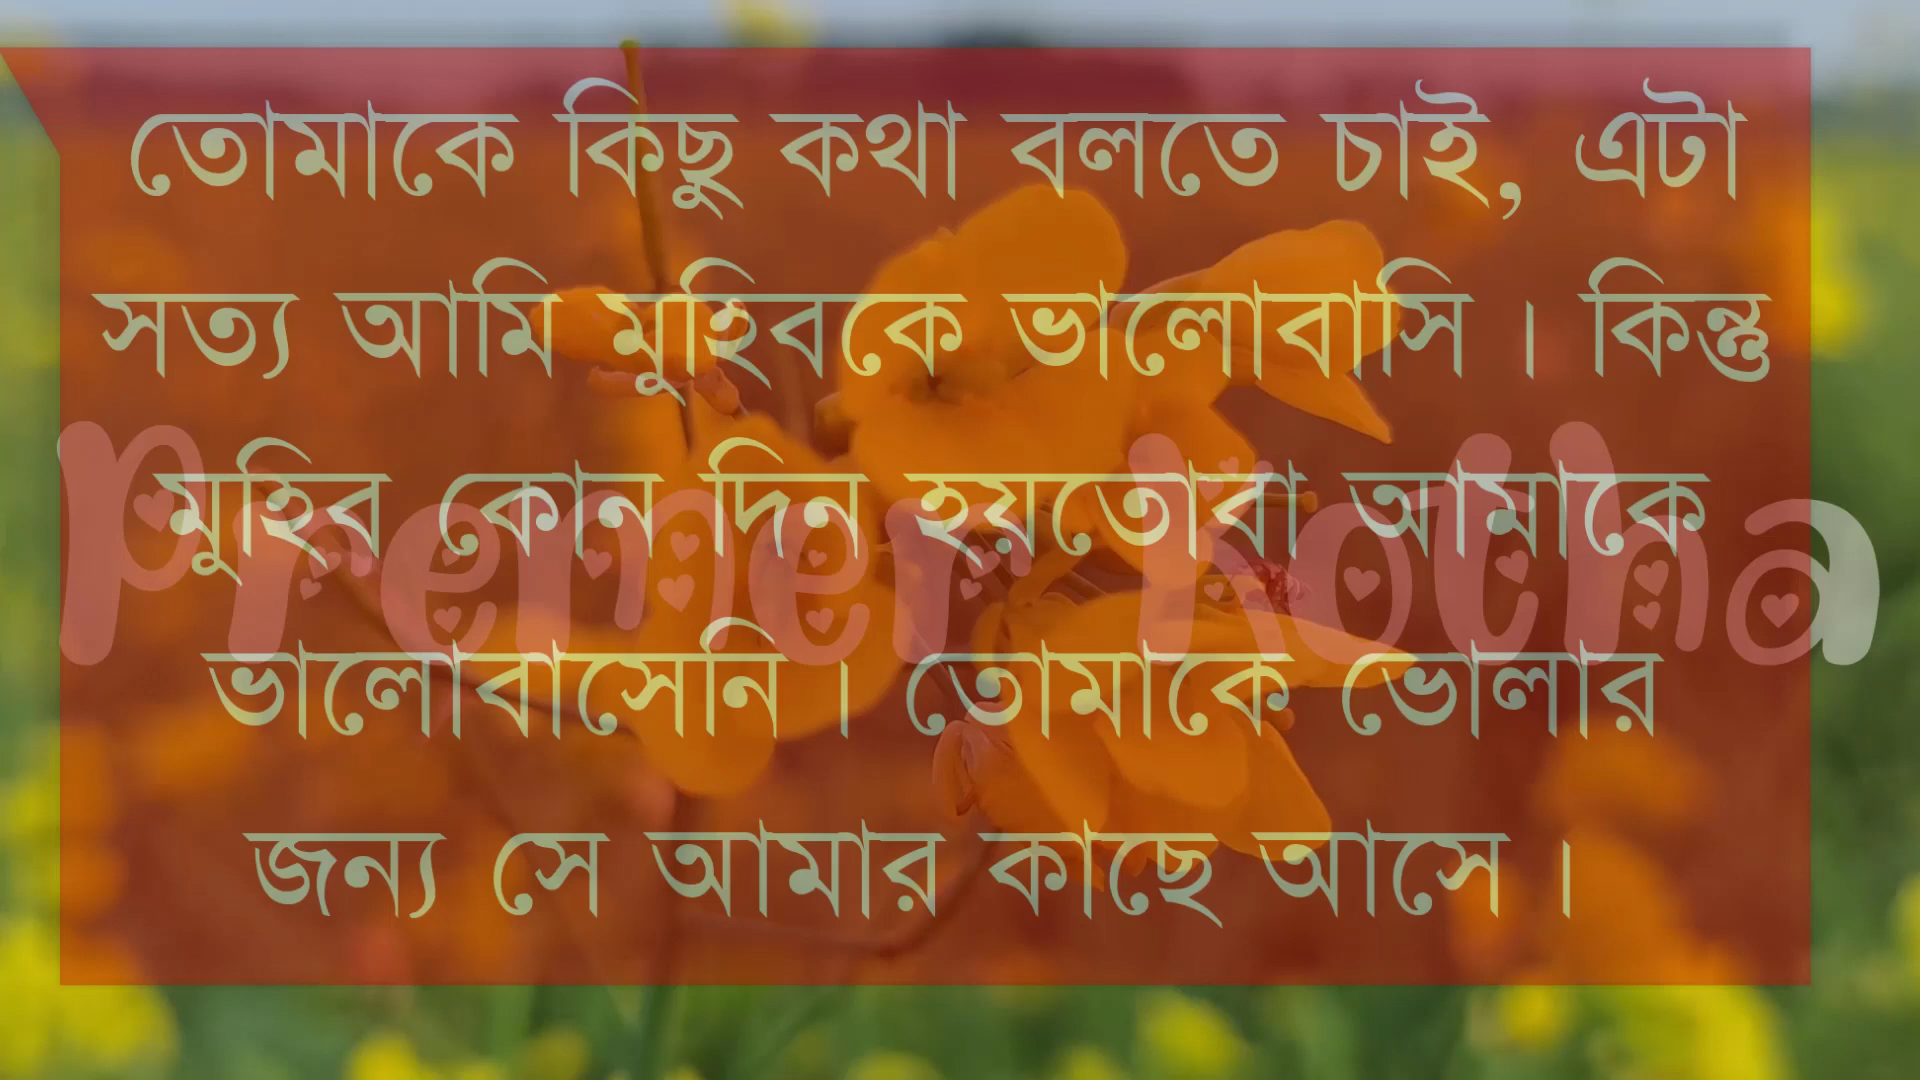 তোমাকে কিছু কথা বলতে চাই, এটা
সত্য আমি মুহিবকে ভালোবাসি । কিন্তু
মুহিব কোন দিন হয়তোবা আমাকে
Premer Kotha
ভালোবাসেনি । তোমাকে ভোলার
জন্য সে আমার কাছে আসে ।